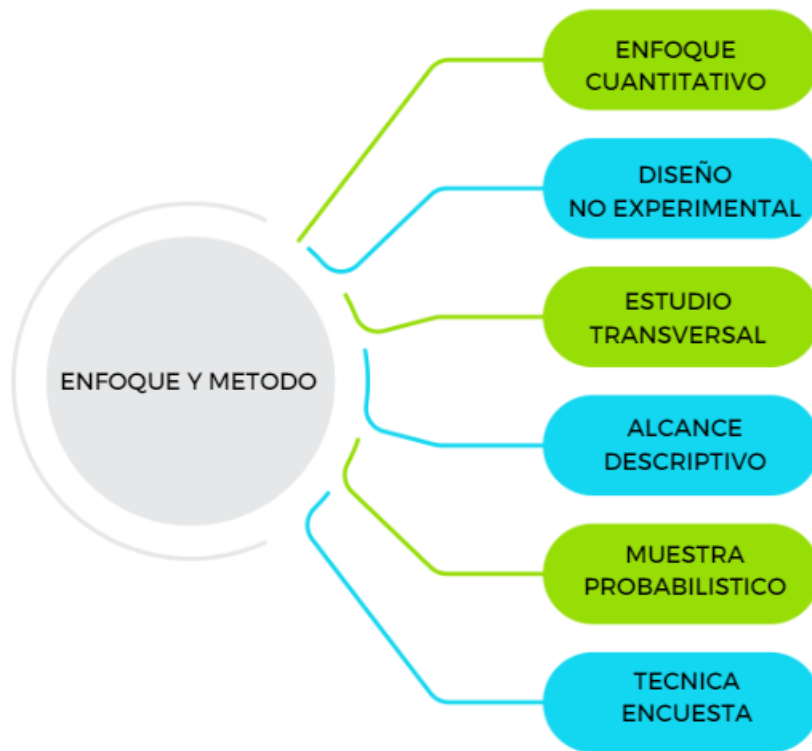 ENFOQUE Y METODO
ENFOQUE
CUANTITATIVO
DISEÑO
NO EXPERIMENTAL
ESTUDIO
TRANSVERSAL
ALCANCE
DESCRIPTIVO
MUESTRA
PROBABILISTICO
TECNICA
ENCUESTA